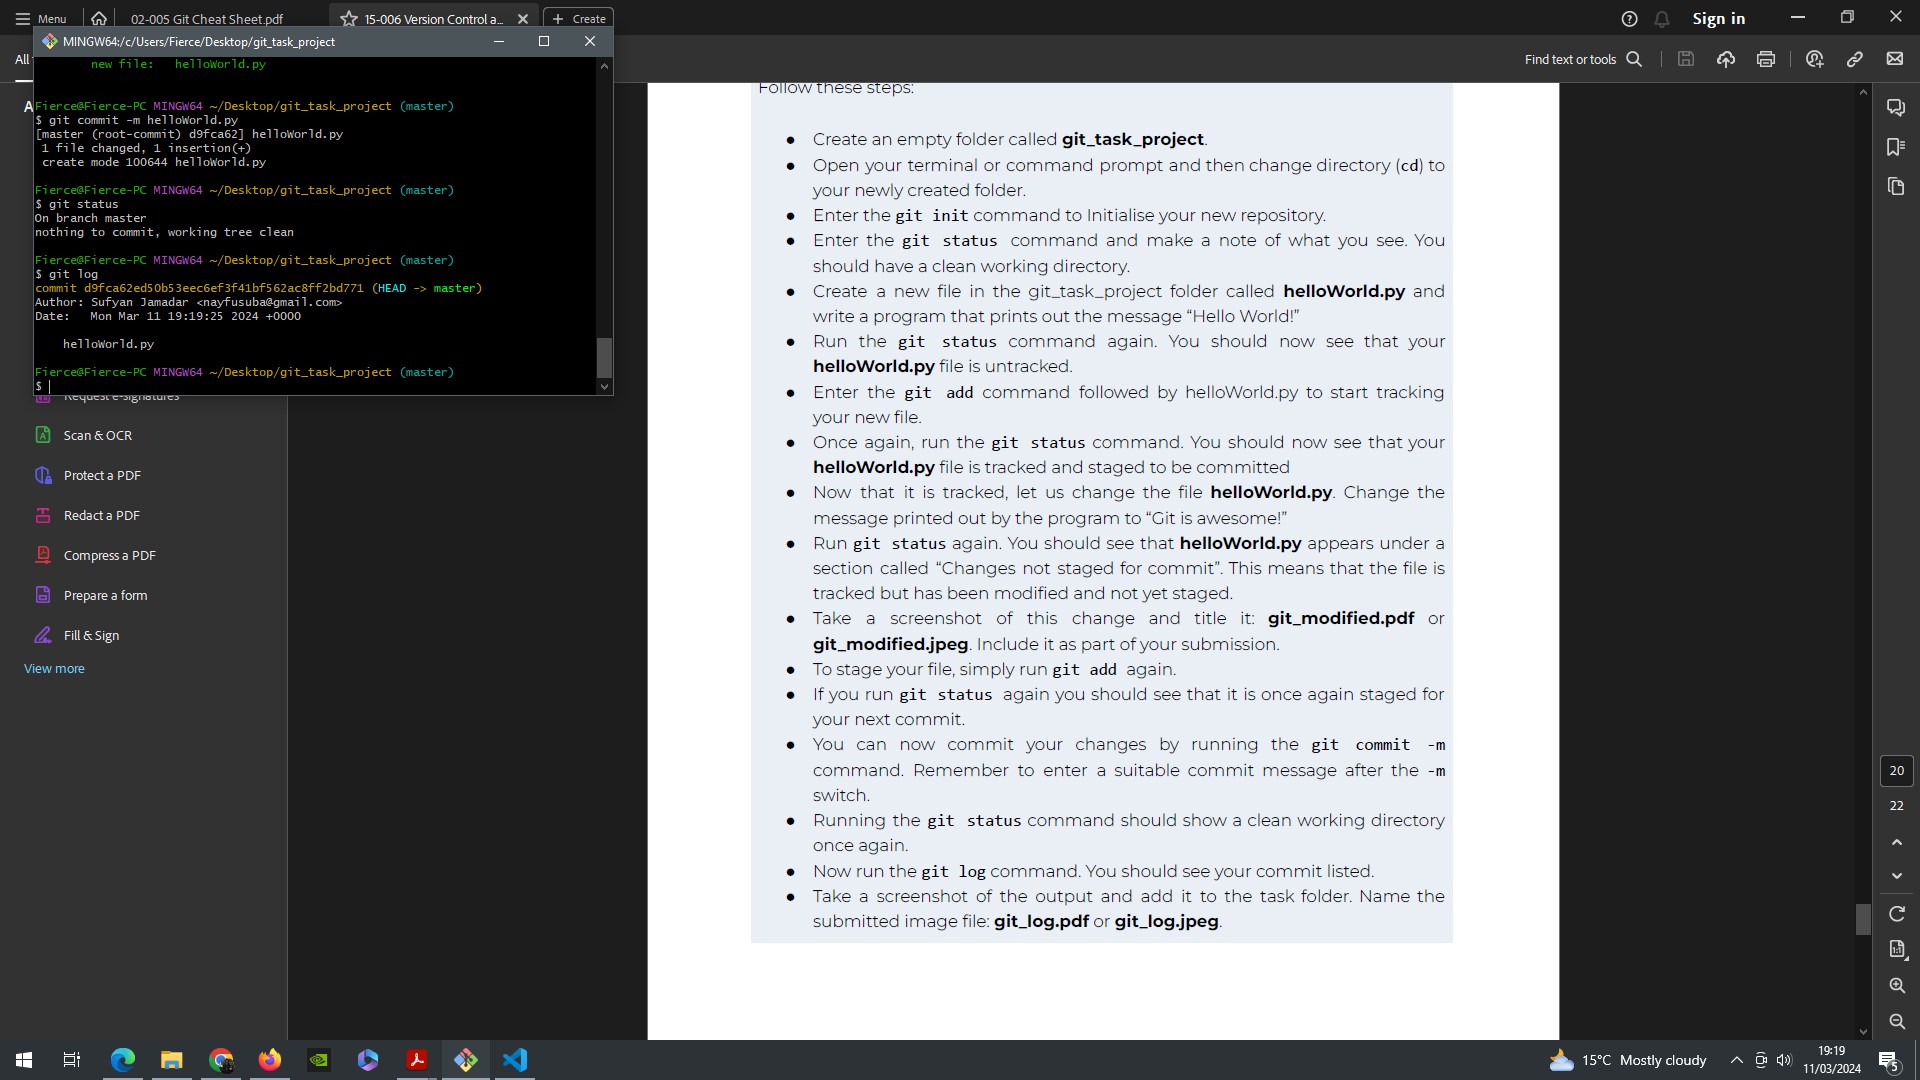 Menu
02-005 Git Cheat Sheet.pdf
15-006 Version Control a...
Create
Sign in
MINGW64:/c/Users/Fierce/Desktop/git_task_project
All
Find text or tools
new file:   helloWorld.py
Fierce@Fierce-PC MINGW64 ~/Desktop/git_task_project (master)
$ git commit -m helloWorld.py
[master (root-commit) d9fca62] helloWorld.py
1 file changed, 1 insertion(+)
create mode 100644 helloWorld.py
Fierce@Fierce-PC MINGW64 ~/Desktop/git_task_project (master)
$ git status
On branch master
nothing to commit, working tree clean
Fierce@Fierce-PC MINGW64 ~/Desktop/git_task_project (master)
$ git log
commit d9fca62ed50b53eec6ef3f41bf562ac8ff2bd771 (HEAD -> master)
Author: Sufyan Jamadar <nayfusuba@gmail.com>
Date:   Mon Mar 11 19:19:25 2024 +0000
helloWorld.py
Fierce@Fierce-PC MINGW64 ~/Desktop/git_task_project (master)
$
Request e-signatures
Scan & OCR
Protect a PDF
Redact a PDF
Compress a PDF
Prepare a form
Fill & Sign
View more
Follow these steps:
● Create an empty folder called git_task_project.
● Open your terminal or command prompt and then change directory (cd) to
your newly created folder.
● Enter the git init command to Initialise your new repository.
● Enter the git status command and make a note of what you see. You
should have a clean working directory.
● Create a new file in the git_task_project folder called helloWorld.py and
write a program that prints out the message “Hello World!”
● Run the git status command again. You should now see that your
helloWorld.py file is untracked.
● Enter the git add command followed by helloWorld.py to start tracking
your new file.
● Once again, run the git status command. You should now see that your
helloWorld.py file is tracked and staged to be committed
● Now that it is tracked, let us change the file helloWorld.py. Change the
message printed out by the program to “Git is awesome!”
● Run git status again. You should see that helloWorld.py appears under a
section called “Changes not staged for commit”. This means that the file is
tracked but has been modified and not yet staged.
● Take a screenshot of this change and title it: git_modified.pdf or
git_modified.jpeg. Include it as part of your submission.
● To stage your file, simply run git add again.
● If you run git status again you should see that it is once again staged for
your next commit.
● You can now commit your changes by running the git commit -m
command. Remember to enter a suitable commit message after the -m
switch.
● Running the git status command should show a clean working directory
once again.
● Now run the git log command. You should see your commit listed.
● Take a screenshot of the output and add it to the task folder. Name the
submitted image file: git_log.pdf or git_log.jpeg.
20
22
15°C Mostly cloudy
19:19
11/03/2024
5